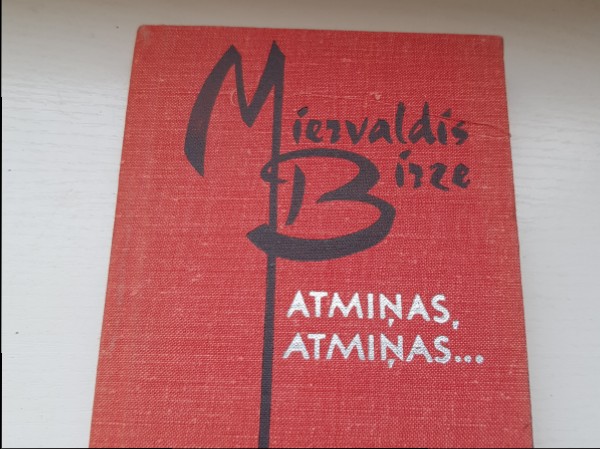 Miervaldis
Birze
ATMIŅAS,
ATMIŅAS...